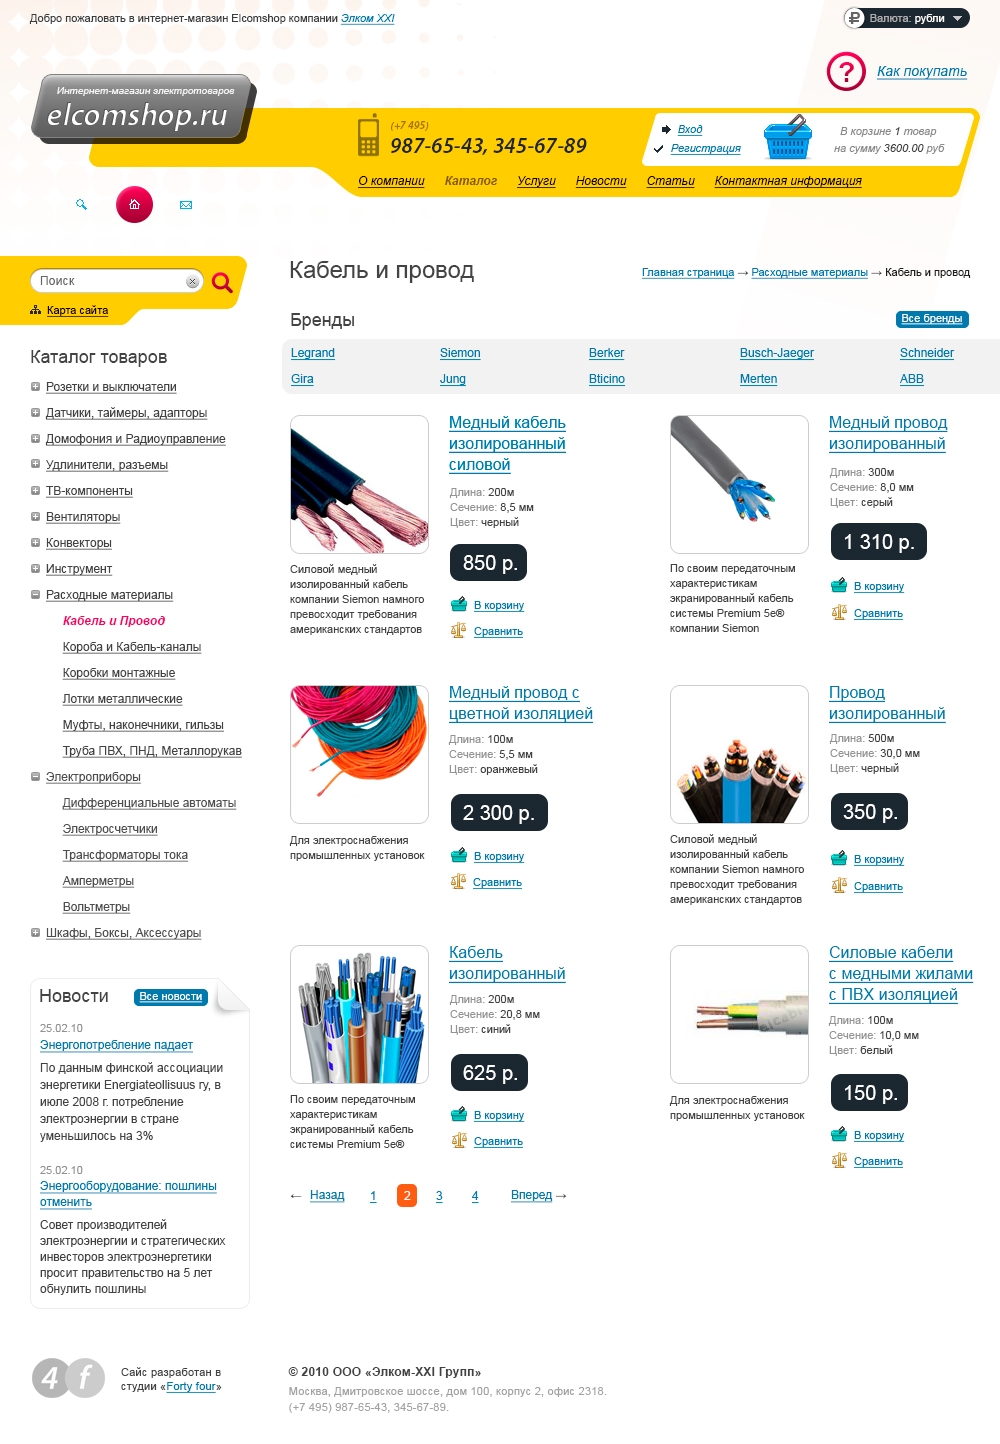 Добро пожаловать в интернет-магазин Elcomshop компании Элком XXI
Валюта: рубли
Как покупать
Интернет-магазин электротоваров
elcomshop.ru
(+7 495)
987-65-43, 345-67-89
Вход
Регистрация
В корзине 1 товар
на сумму 3600.00 руб
О компании Каталог Услуги Новости Статьи Контактная информация
Поиск
Карта сайта
Кабель и провод
Главная страница → Расходные материалы → Кабель и провод
Бренды
Все бренды
Legrand Siemon Berker Busch-Jaeger Schneider
Gira Jung Bticino Merten ABB
Каталог товаров
Розетки и выключатели
Датчики, таймеры, адапторы
Домофония и Радиоуправление
Удлинители, разъемы
ТВ-компоненты
Вентиляторы
Конвекторы
Инструмент
Расходные материалы
Кабель и Провод
Короба и Кабель-каналы
Коробки монтажные
Лотки металлические
Муфты, наконечники, гильзы
Труба ПВХ, ПНД, Металлорукав
Электроприборы
Дифференциальные автоматы
Электросчетчики
Трансформаторы тока
Амперметры
Вольтметры
Шкафы, Боксы, Аксессуары
Медный кабель
изолированный
силовой
Длина: 200м
Сечение: 8,5 мм
Цвет: черный
850 р.
В корзину
Сравнить
Силовой медный
изолированный кабель
компании Siemon намного
превосходит требования
американских стандартов
Медный провод
изолированный
Длина: 300м
Сечение: 8,0 мм
Цвет: серый
1 310 р.
В корзину
Сравнить
По своим передаточным
характеристикам
экранированный кабель
системы Premium 5e®
компании Siemon
Медный провод с
цветной изоляцией
Длина: 100м
Сечение: 5,5 мм
Цвет: оранжевый
2 300 р.
В корзину
Сравнить
Для электроснабжения
промышленных установок
Провод
изолированный
Длина: 500м
Сечение: 30,0 мм
Цвет: черный
350 р.
В корзину
Сравнить
Силовой медный
изолированный кабель
компании Siemon намного
превосходит требования
американских стандартов
Кабель
изолированный
Длина: 200м
Сечение: 20,8 мм
Цвет: синий
625 р.
В корзину
Сравнить
По своим передаточным
характеристикам
экранированный кабель
системы Premium 5e®
Силовые кабели
с медными жилами
с ПВХ изоляцией
Длина: 100м
Сечение: 10,0 мм
Цвет: белый
150 р.
В корзину
Сравнить
Для электроснабжения
промышленных установок
← Назад 1 2 3 4 Вперед →
Новости
Все новости
25.02.10
Энергопотребление падает
По данным финской ассоциации
энергетики Energiateollisuus ry, в
июле 2008 г. потребление
электроэнергии в стране
уменьшилось на 3%
25.02.10
Энергооборудование: пошлины
отменить
Совет производителей
электроэнергии и стратегических
инвесторов электроэнергетики
просит правительство на 5 лет
обнулить пошлины
4f
Сайс разработан в
студии «Forty four»
© 2010 ООО «Элком-XXI Групп»
Москва, Дмитровское шоссе, дом 100, корпус 2, офис 2318.
(+7 495) 987-65-43, 345-67-89.